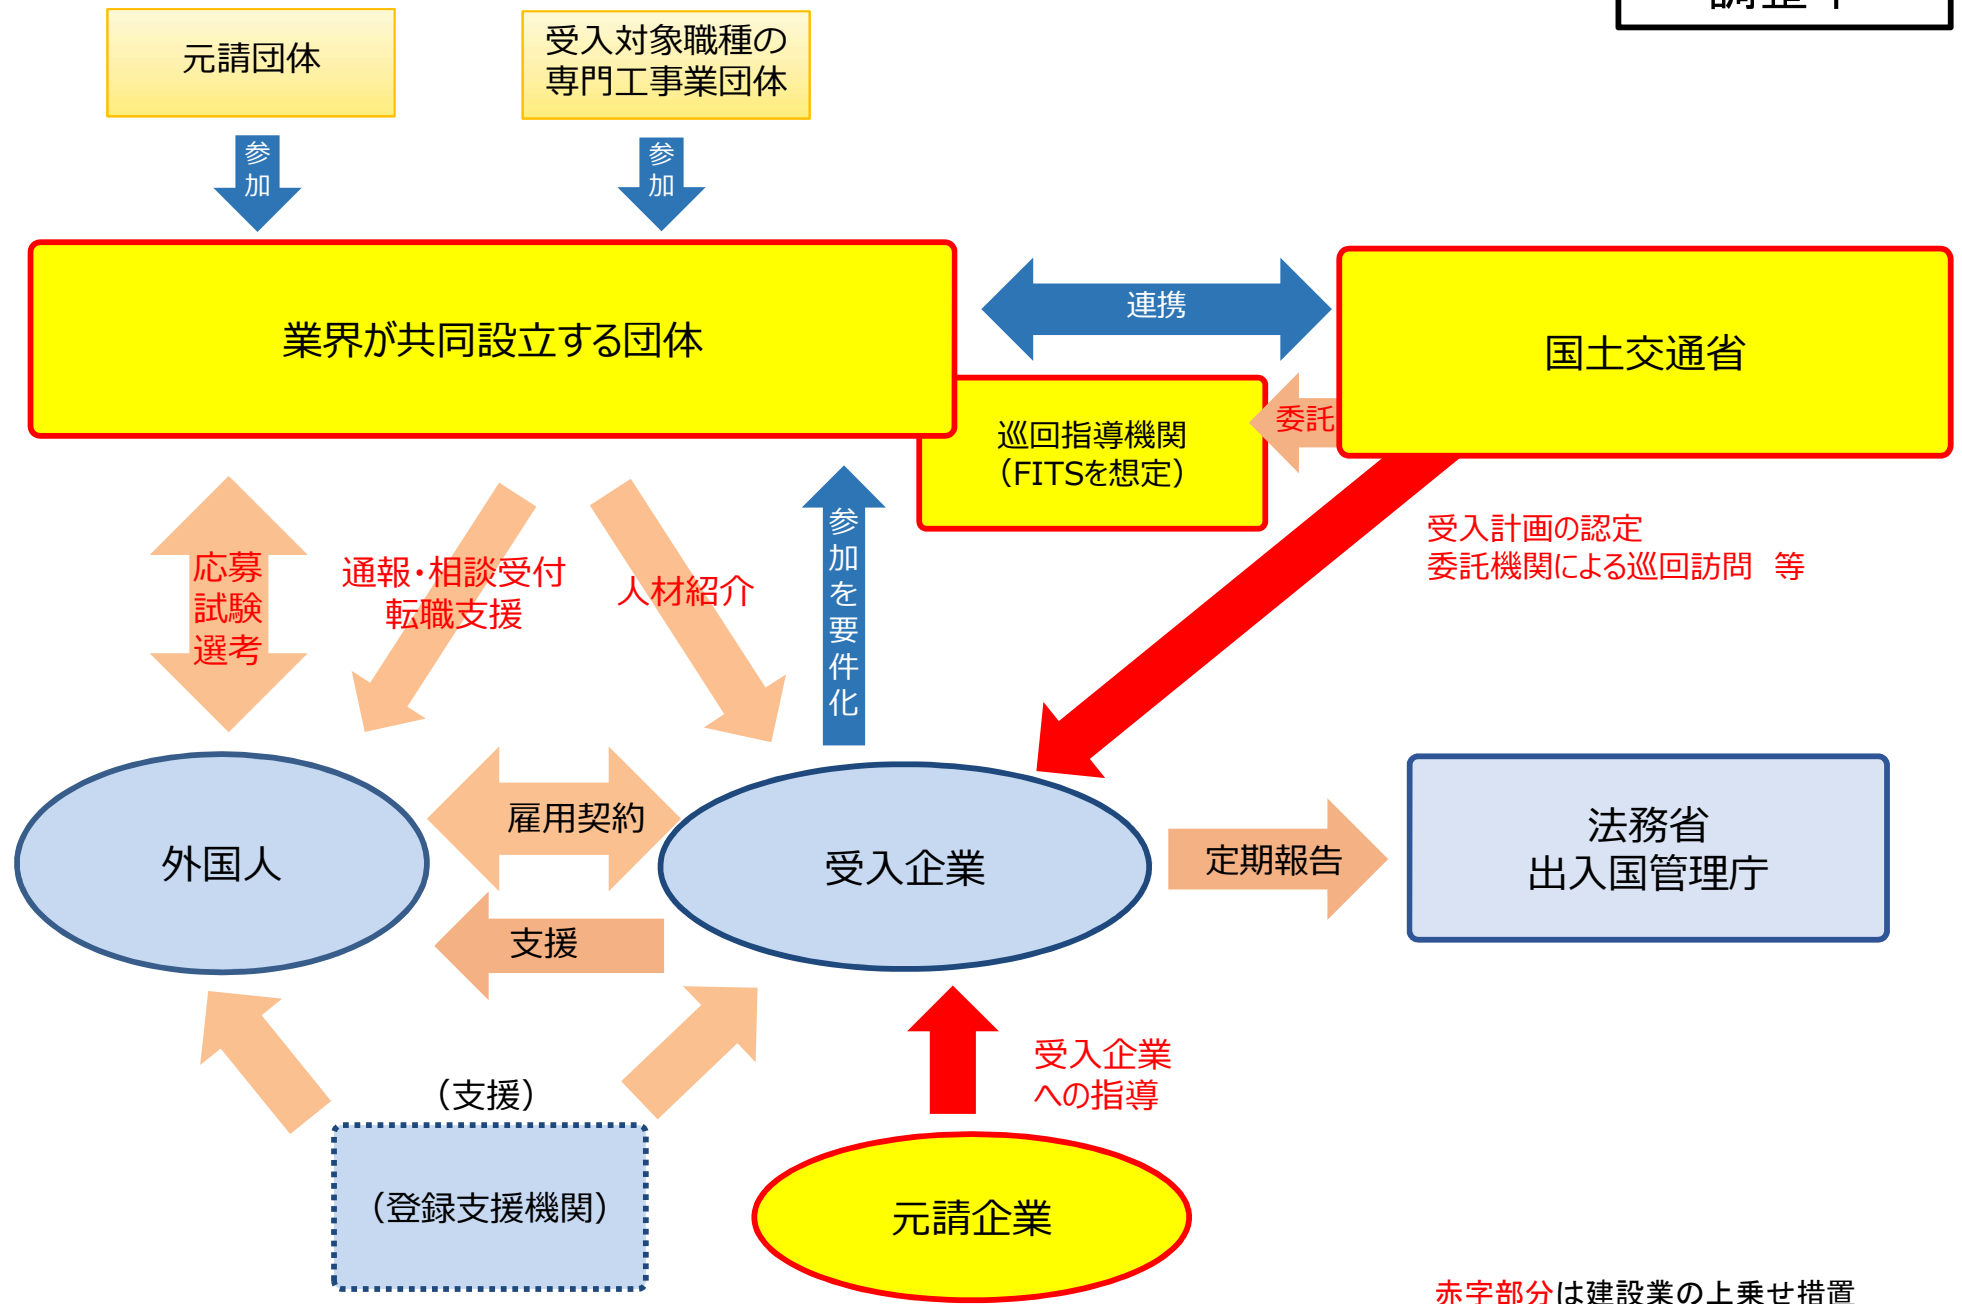 調整中
元請団体
受入対象職種の
専門工事業団体
参
加
参
加
業界が共同設立する団体
連携
国土交通省
委託
巡回指導機関
（FITSを想定）
受入計画の認定
委託機関による巡回訪問　等
応募
試験
選考
通報・相談受付
転職支援
人材紹介
参
加
を
要
件
化
外国人
雇用契約
受入企業
定期報告
法務省
出入国管理庁
支援
（支援）
受入企業
への指導
（登録支援機関）
元請企業
赤字部分は建設業の上乗せ措置